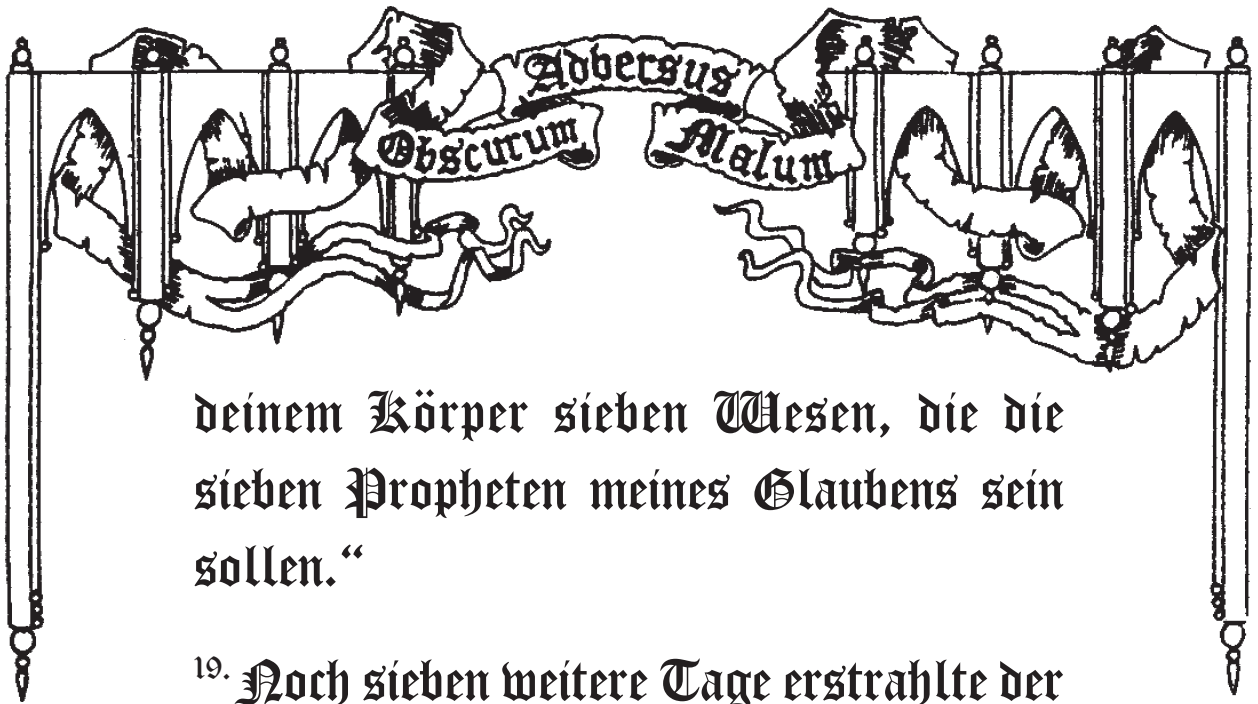 Adversus
Obscurum Malum
deinem Körper sieben Wesen, die die
sieben Propheten meines Glaubens sein
sollen.“
19. Noch sieben weitere Tage erstrahlte der